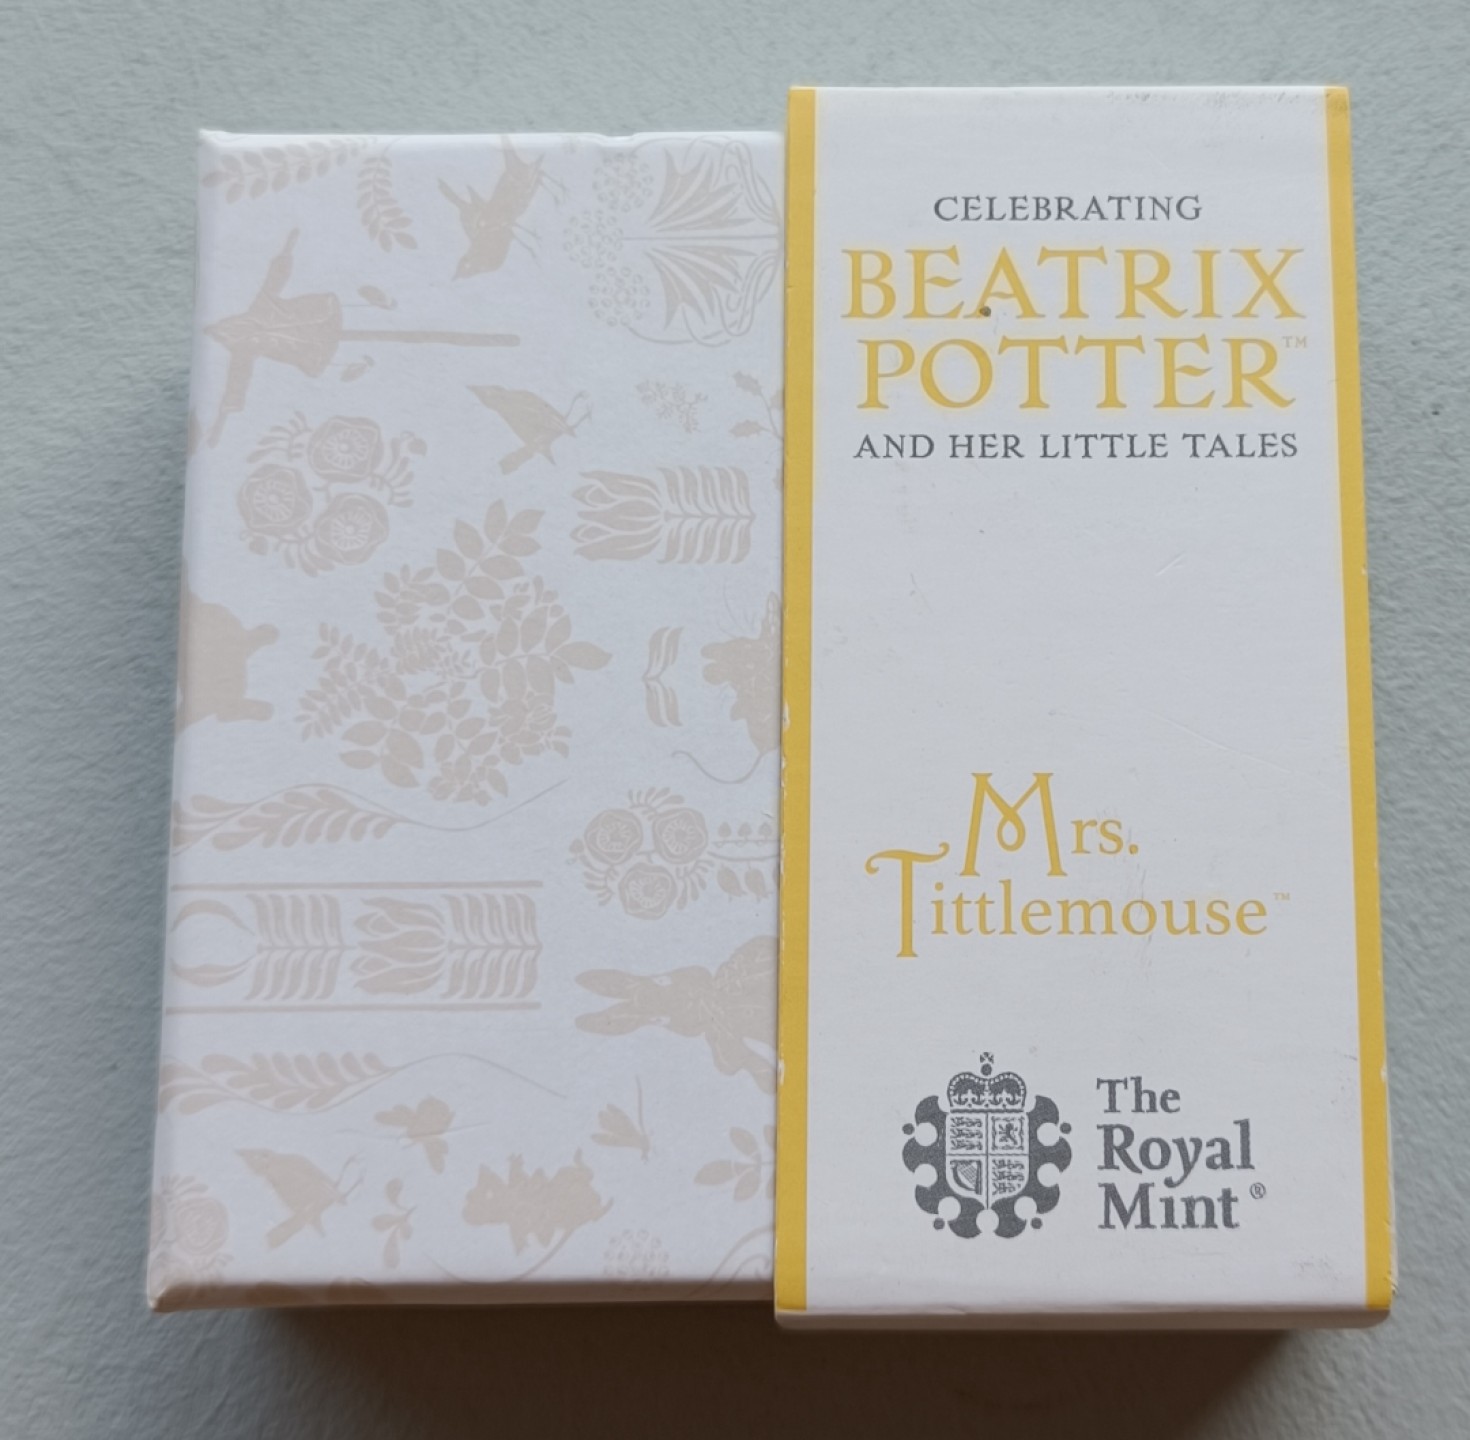 CELEBRATING
BEATRIX
POTTER™
AND HER LITTLE TALES
Mrs.
Tittlemouse™
The
Royal
Mint®